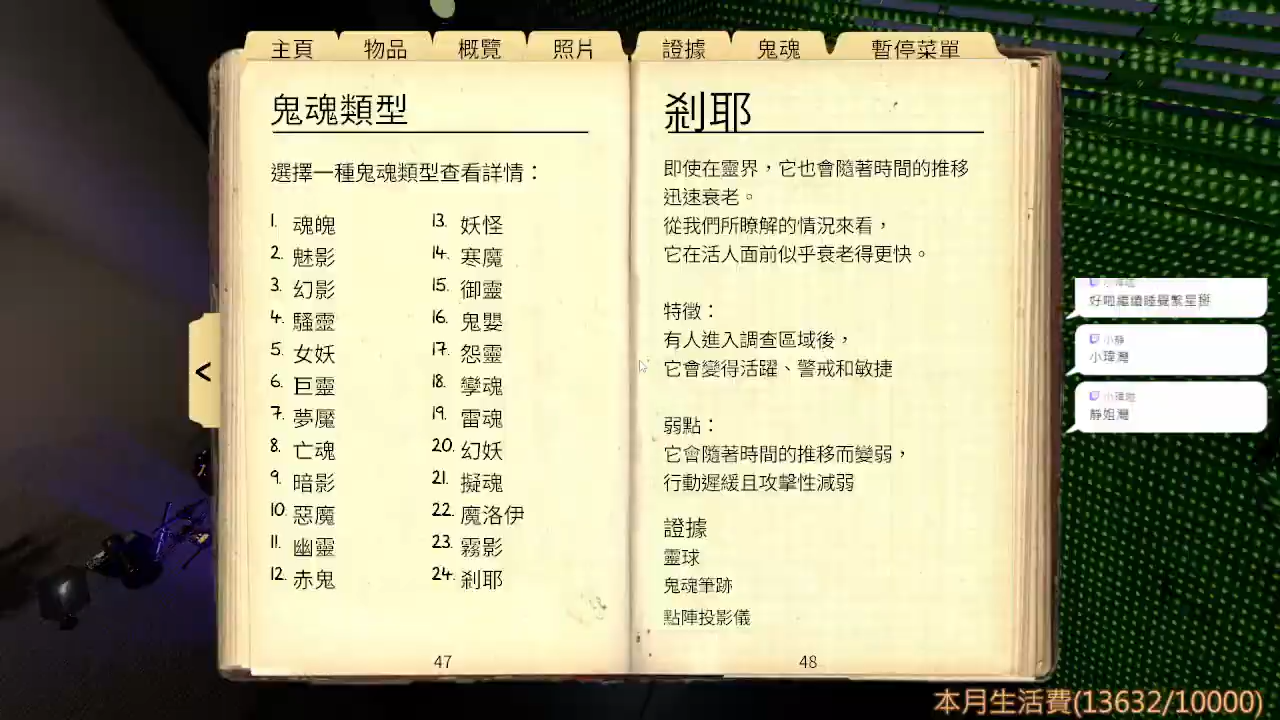 主頁
物品
概覽
照片
證據
鬼魂
暫停菜單
鬼魂類型
選擇一種鬼魂類型查看詳情：
1. 魂魄
2. 魅影
3. 幻影
4. 騷靈
5. 女妖
6. 巨靈
7. 夢魘
8. 亡魂
9. 暗影
10. 惡魔
11. 幽靈
12. 赤鬼
13. 妖怪
14. 寒魔
15. 御靈
16. 鬼嬰
17. 怨靈
18. 孿魂
19. 雷魂
20. 幻妖
21. 擬魂
22. 魔洛伊
23. 霧影
24. 剎耶
<
47
剎耶
即使在靈界，它也會隨著時間的推移
迅速衰老。
從我們所瞭解的情況來看，
它在活人面前似乎衰老得更快。
特徵：
有人進入調查區域後，
它會變得活躍、警戒和敏捷
弱點：
它會隨著時間的推移而變弱，
行動遲緩且攻擊性減弱
證據
靈球
鬼魂筆跡
點陣投影儀
48
好啦繼續睡覺繁星掰
小靜
小瑋灣
靜姐灣
本月生活費(13632/10000)